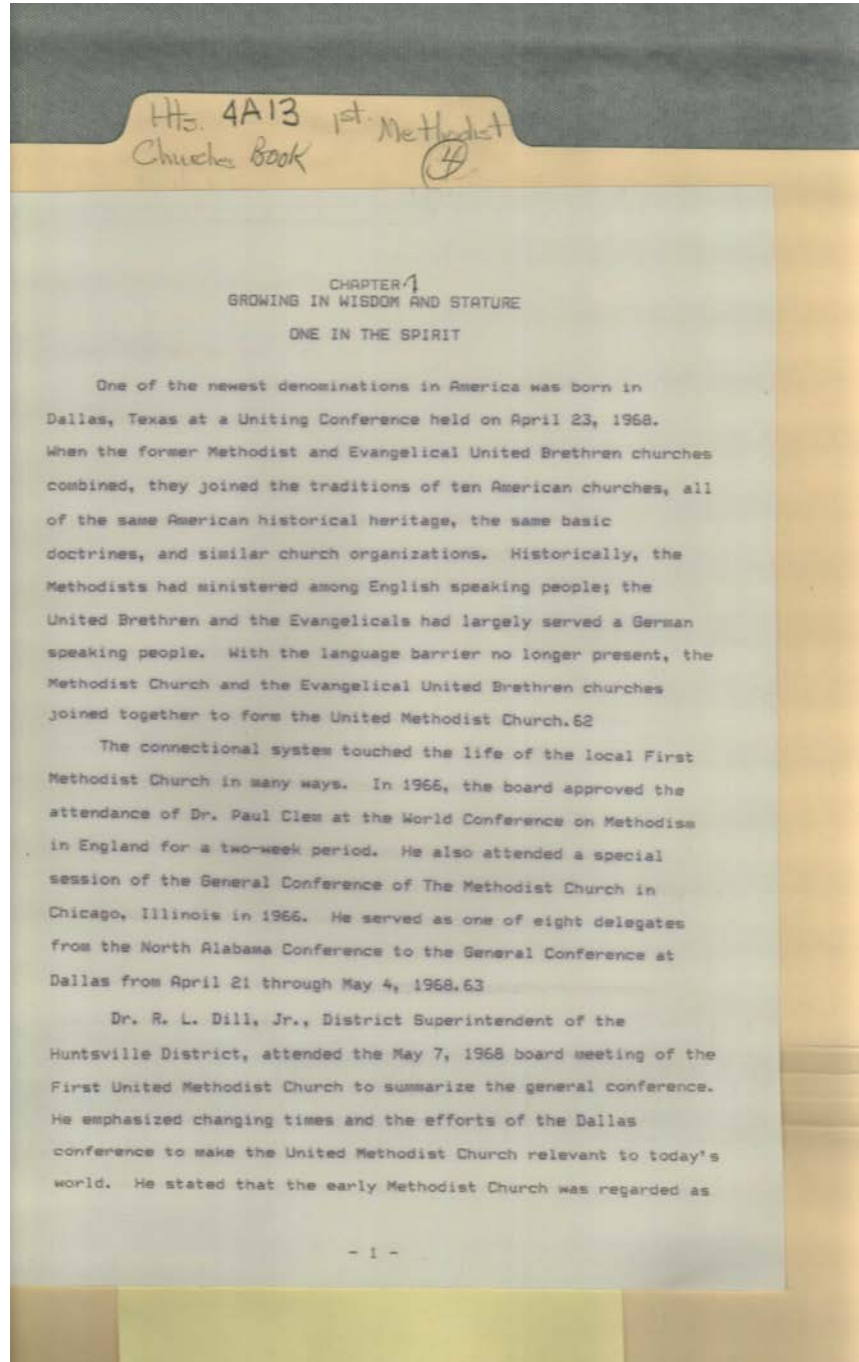 Hts. 4A13 1st. Methodist
Churches Book 4
CHAPTER 7
GROWING IN WISDOM AND STATURE
ONE IN THE SPIRIT
One of the newest denominations in America was born in
Dallas, Texas at a Uniting Conference held on April 23, 1968.
When the former Methodist and Evangelical United Brethren churches
combined, they joined the traditions of ten American churches, all
of the same American historical heritage, the same basic
doctrines, and similar church organizations. Historically, the
Methodists had ministered among English speaking people; the
United Brethren and the Evangelicals had largely served a German
speaking people. With the language barrier no longer present, the
Methodist Church and the Evangelical United Brethren churches
joined together to form the United Methodist Church.62
The connectional system touched the life of the local First
Methodist Church in many ways. In 1966, the board approved the
attendance of Dr. Paul Clem at the World Conference on Methodism
in England for a two-week period. He also attended a special
session of the General Conference of The Methodist Church in
Chicago, Illinois in 1966. He served as one of eight delegates
from the North Alabama Conference to the General Conference at
Dallas from April 21 through May 4, 1968.63
Dr. R. L. Dill, Jr., District Superintendent of the
Huntsville District, attended the May 7, 1968 board meeting of the
First United Methodist Church to summarize the general conference.
He emphasized changing times and the efforts of the Dallas
conference to make the United Methodist Church relevant to today's
world. He stated that the early Methodist Church was regarded as
- 1 -